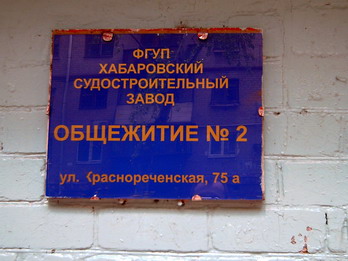 ФГУП
ХАБАРОВСКИЙ
СУДОСТРОИТЕЛЬНЫЙ
ЗАВОД
ОБЩЕЖИТИЕ № 2
ул. Краснореченская, 75 а